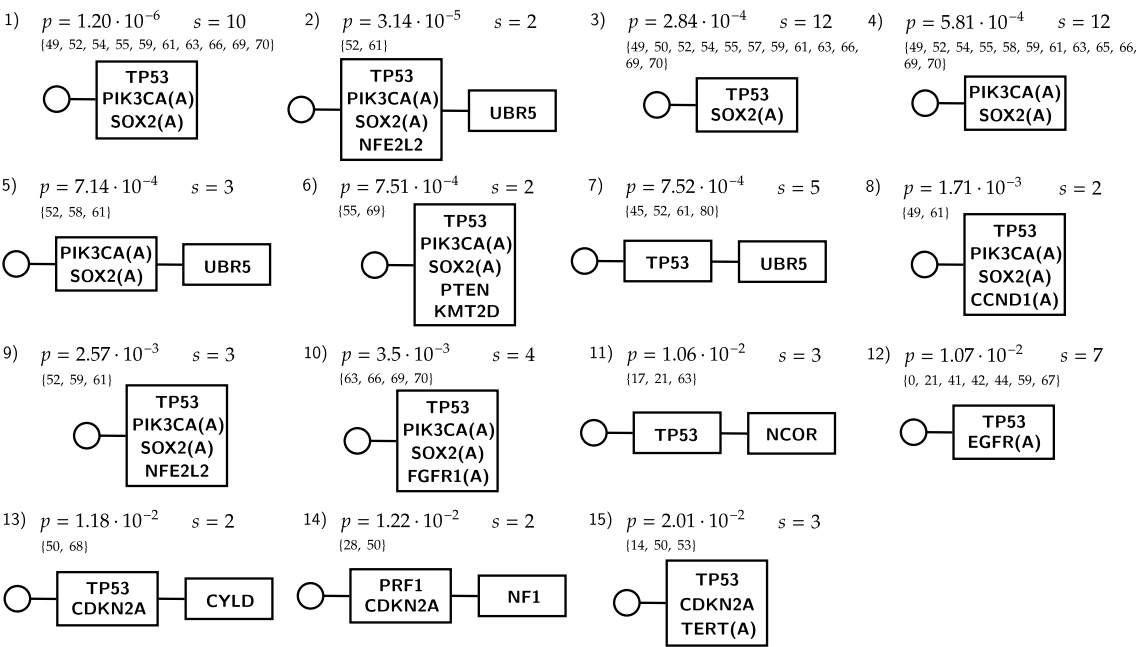 1) p = 1.20 · 10⁻⁶ s = 10
{49, 52, 54, 55, 59, 61, 63, 66, 69, 70}
TP53
PIK3CA(A)
SOX2(A)
2) p = 3.14 · 10⁻⁵ s = 2
{52, 61}
TP53
PIK3CA(A)
SOX2(A)
NFE2L2
UBR5
3) p = 2.84 · 10⁻⁴ s = 12
{49, 50, 52, 54, 55, 57, 59, 61, 63, 66,
69, 70}
TP53
SOX2(A)
4) p = 5.81 · 10⁻⁴ s = 12
{49, 52, 54, 55, 58, 59, 61, 63, 65, 66,
69, 70}
PIK3CA(A)
SOX2(A)
5) p = 7.14 · 10⁻⁴ s = 3
{52, 58, 61}
PIK3CA(A)
SOX2(A)
UBR5
6) p = 7.51 · 10⁻⁴ s = 2
{55, 69}
TP53
PIK3CA(A)
SOX2(A)
PTEN
KMT2D
7) p = 7.52 · 10⁻⁴ s = 5
{45, 52, 61, 80}
TP53
UBR5
8) p = 1.71 · 10⁻³ s = 2
{49, 61}
TP53
PIK3CA(A)
SOX2(A)
CCND1(A)
9) p = 2.57 · 10⁻³ s = 3
{52, 59, 61}
TP53
PIK3CA(A)
SOX2(A)
NFE2L2
10) p = 3.5 · 10⁻³ s = 4
{63, 66, 69, 70}
TP53
PIK3CA(A)
SOX2(A)
FGFR1(A)
11) p = 1.06 · 10⁻² s = 3
{17, 21, 63}
TP53
NCOR
12) p = 1.07 · 10⁻² s = 7
{0, 21, 41, 42, 44, 59, 67}
TP53
EGFR(A)
13) p = 1.18 · 10⁻² s = 2
{50, 68}
TP53
CDKN2A
CYLD
14) p = 1.22 · 10⁻² s = 2
{28, 50}
PRF1
CDKN2A
NF1
15) p = 2.01 · 10⁻² s = 3
{14, 50, 53}
TP53
CDKN2A
TERT(A)